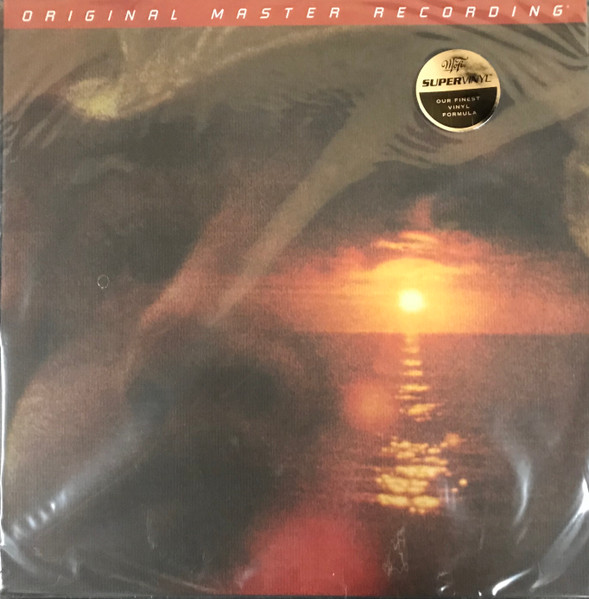 ORIGINAL MASTER RECORDING®
MoFi
SUPERVINYL
OUR FINEST
VINYL
FORMULA